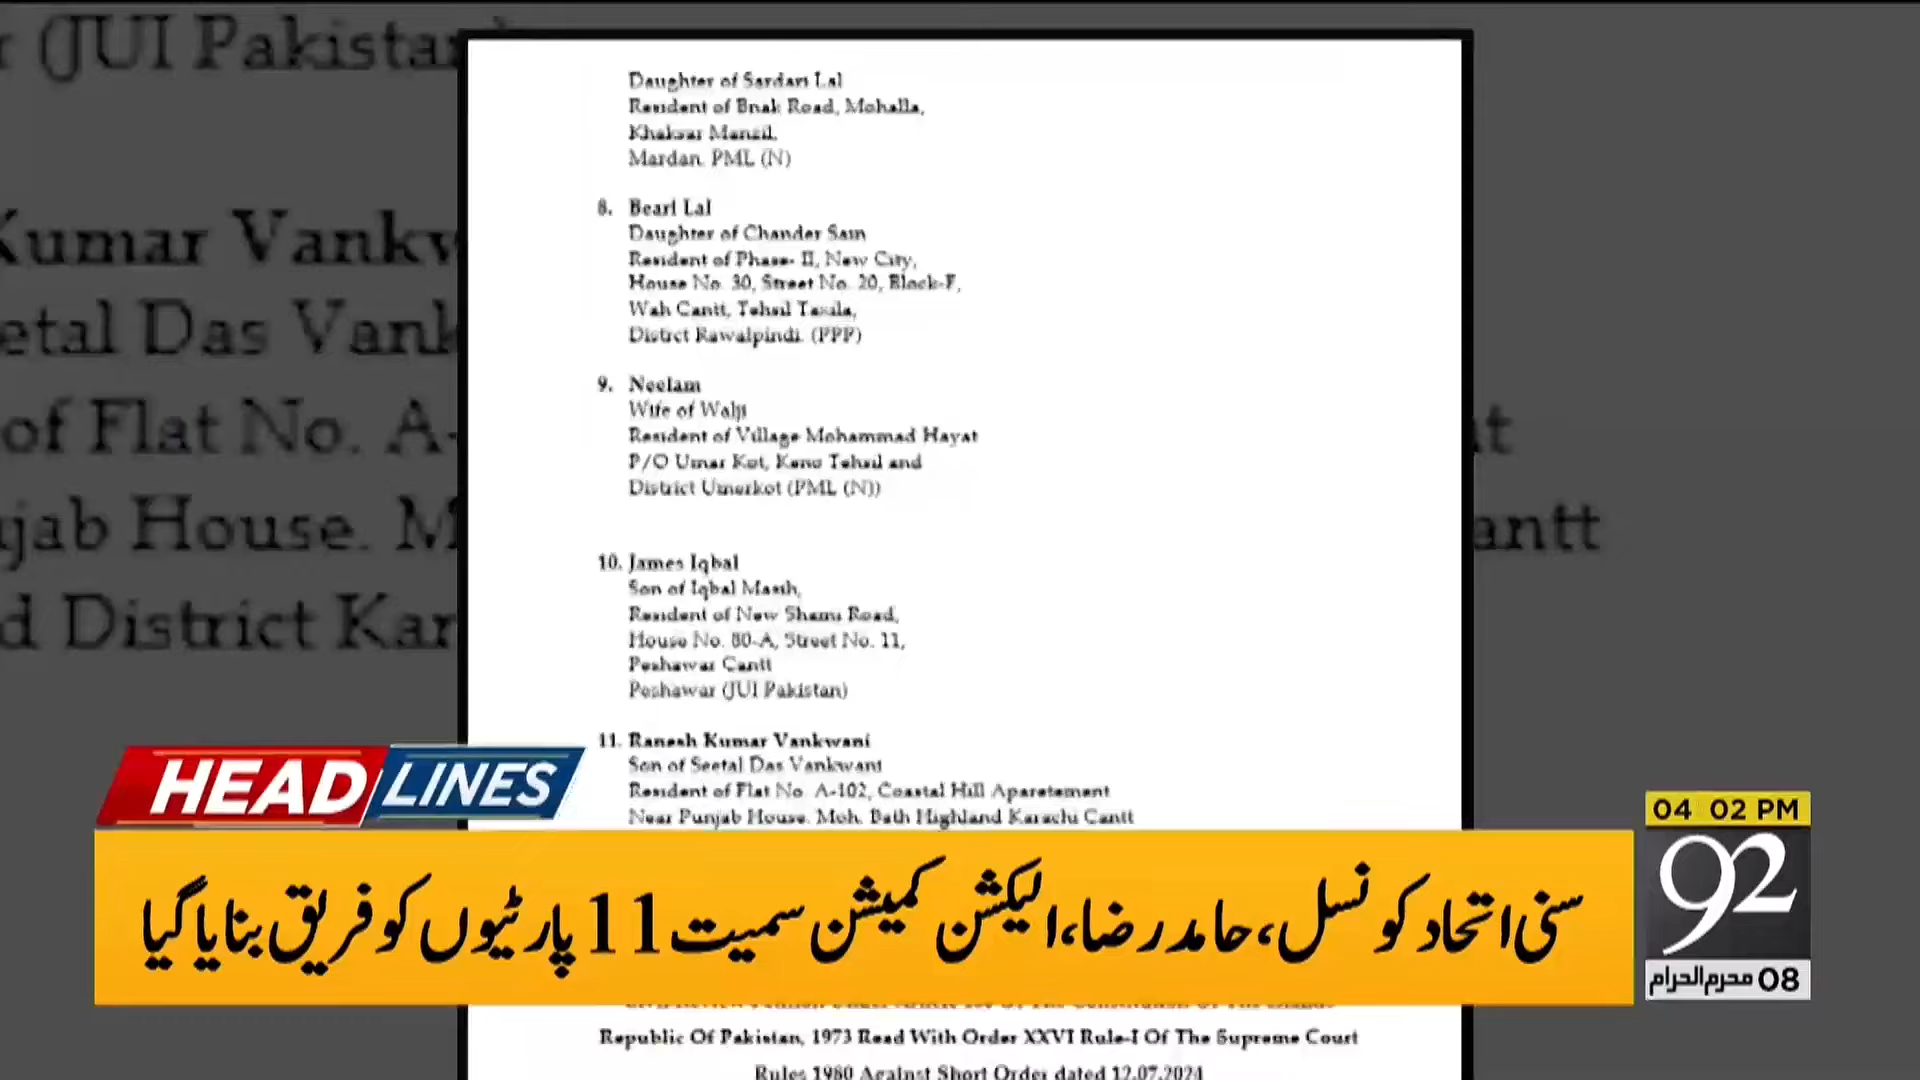 r (JUI Pakistan)
Kumar Vankw
eetal Das Vank
of Flat No. A-
njab House. M
antt
d District Kar
Daughter of Sardari Lal
Resident of Bnak Road, Mohalla,
Khaksar Manzil,
Mardan. PML (N)
8. Beari Lal
Daughter of Chander Sain
Resident of Phase- II, New City,
House No. 30, Street No. 20, Block-F,
Wah Cantt, Tehsil Taxila,
District Rawalpindi. (PPP)
9. Neelam
Wife of Walji
Resident of Village Mohammad Hayat
P/O Umar Kot, Keno Tehsil and
District Umerkot (PML (N))
10. James Iqbal
Son of Iqbal Masih,
Resident of New Shami Road,
House No. 80-A, Street No. 11,
Peshawar Cantt
Peshawar (JUI Pakistan)
11. Ranesh Kumar Vankwani
Son of Seetal Das Vankwani
Resident of Flat No. A-102, Coastal Hill Aparetement
Near Punjab House. Moh. Bath Highland Karachi Cantt
HEADLINES
سنی اتحاد کونسل، حامد رضا، الیکشن کمیشن سمیت 11 پارٹیوں کو فریق بنایا گیا
04 02 PM
92
08 محرم الحرام
Republic Of Pakistan, 1973 Read With Order XXVI Rule-I Of The Supreme Court
Rules 1980 Against Short Order dated 12.07.2024